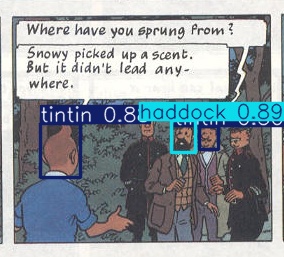 Where have you sprung from?
Snowy picked up a scent.
But it didn't lead any-
where.
tintin 0.8
haddock 0.89